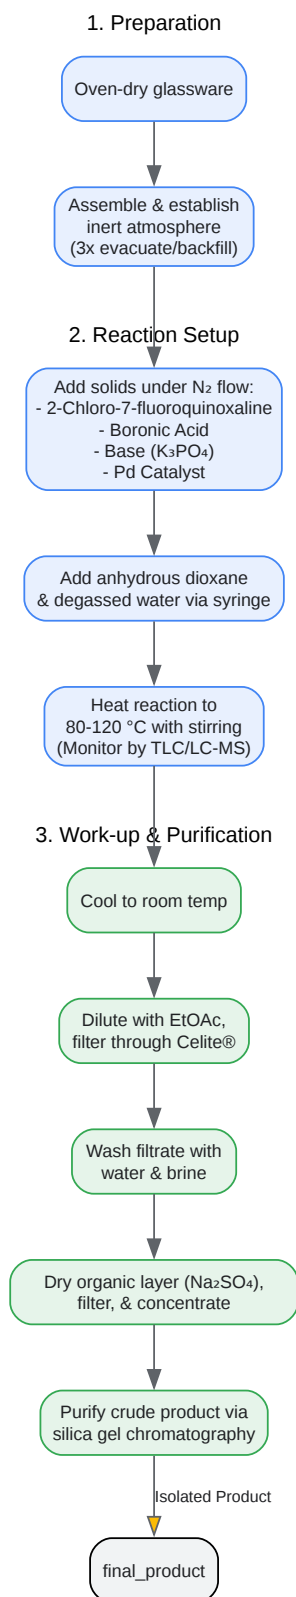 1. Preparation
Oven-dry glassware
Assemble & establish
inert atmosphere
(3x evacuate/backfill)
2. Reaction Setup
Add solids under N₂ flow:
- 2-Chloro-7-fluoroquinoxaline
- Boronic Acid
- Base (K₃PO₄)
- Pd Catalyst
Add anhydrous dioxane
& degassed water via syringe
Heat reaction to
80-120 °C with stirring
(Monitor by TLC/LC-MS)
3. Work-up & Purification
Cool to room temp
Dilute with EtOAc,
filter through Celite®
Wash filtrate with
water & brine
Dry organic layer (Na₂SO₄),
filter, & concentrate
Purify crude product via
silica gel chromatography
Isolated Product
final_product